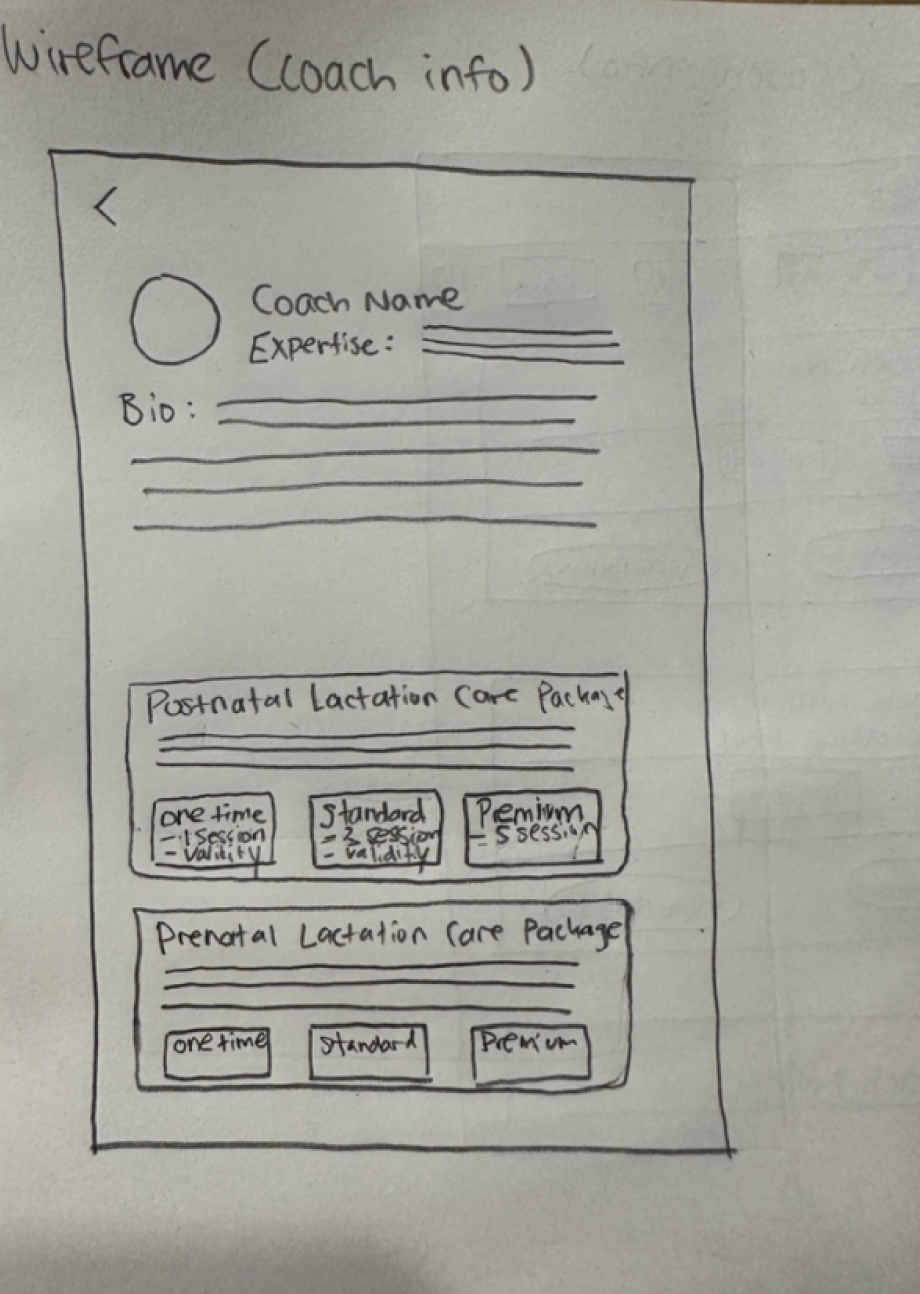 Wireframe (coach info)
<
Coach Name
Expertise:
Bio:
Postnatal Lactation Care Package
one time
- 1 session
- valitity
Standard
- 3 session
- validity
Premium
- 5 session
Prenatal Lactation Care Package
one time
Standard
Premium